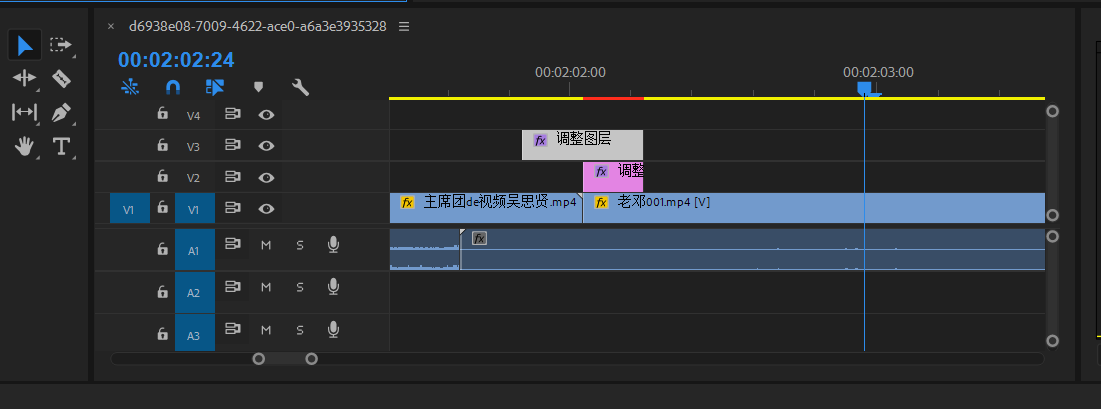 × d6938e08-7009-4622-ace0-a6a3e3935328
00:02:02:24
00:02:02:00 00:02:03:00
V4
V3 fx 调整图层
V2 fx 调整
V1 V1 fx 主席团de视频吴思贤.mp4 fx 老邓001.mp4 [V]
A1 M S fx
A2 M S
A3 M S
T